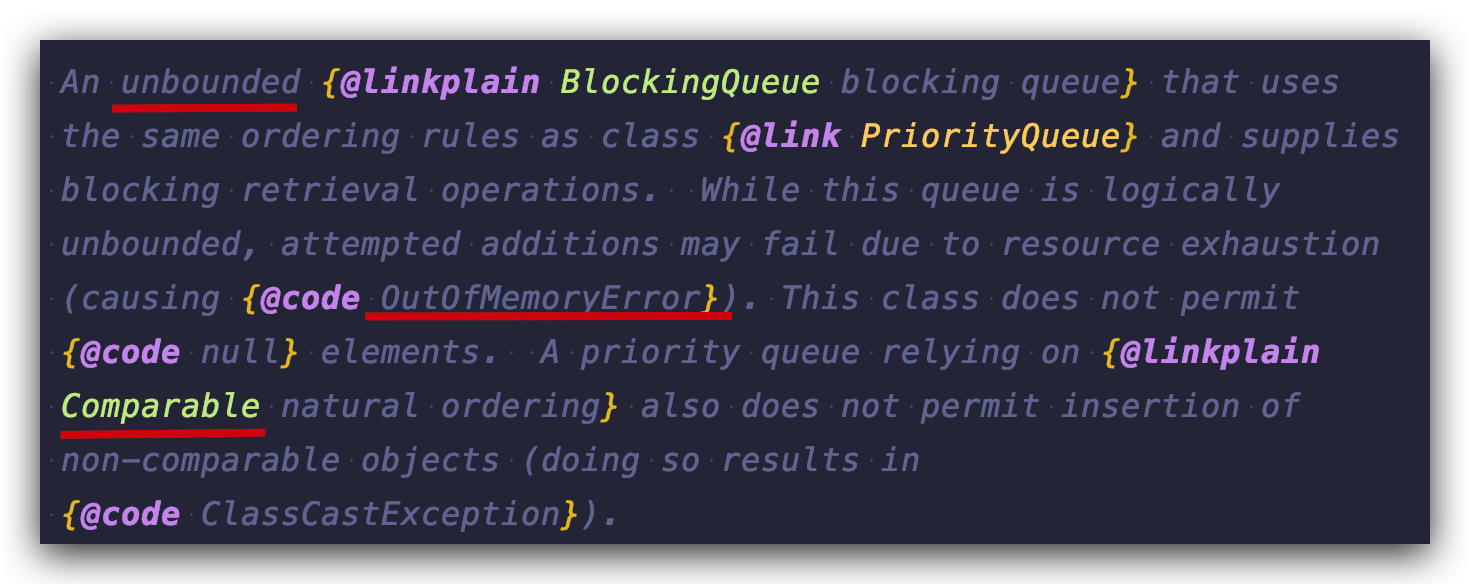 An unbounded {@linkplain BlockingQueue blocking queue} that uses
the same ordering rules as class {@link PriorityQueue} and supplies
blocking retrieval operations.  While this queue is logically
unbounded, attempted additions may fail due to resource exhaustion
(causing {@code OutOfMemoryError}). This class does not permit
{@code null} elements.  A priority queue relying on {@linkplain
Comparable natural ordering} also does not permit insertion of
non-comparable objects (doing so results in
{@code ClassCastException}).